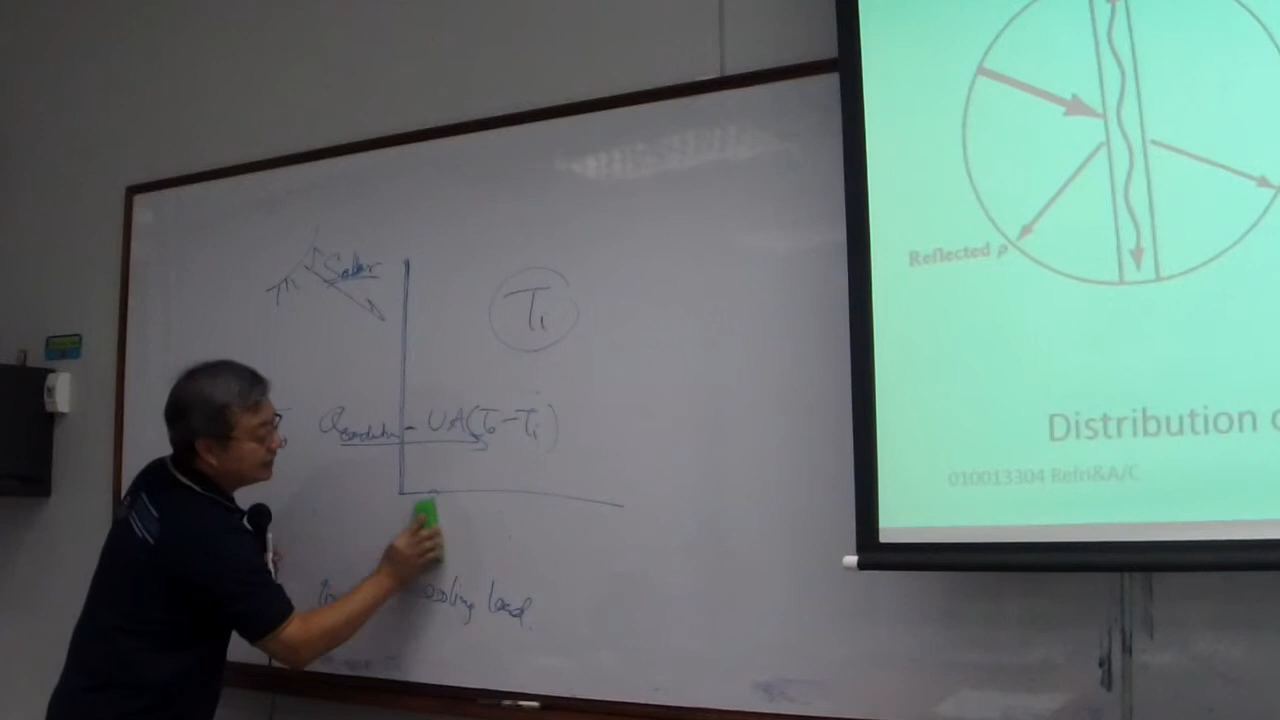 Solar
T₁
= UA(To - Ti)
cooling load.
Reflected ρ
Distribution
010013304 Refri&A/C